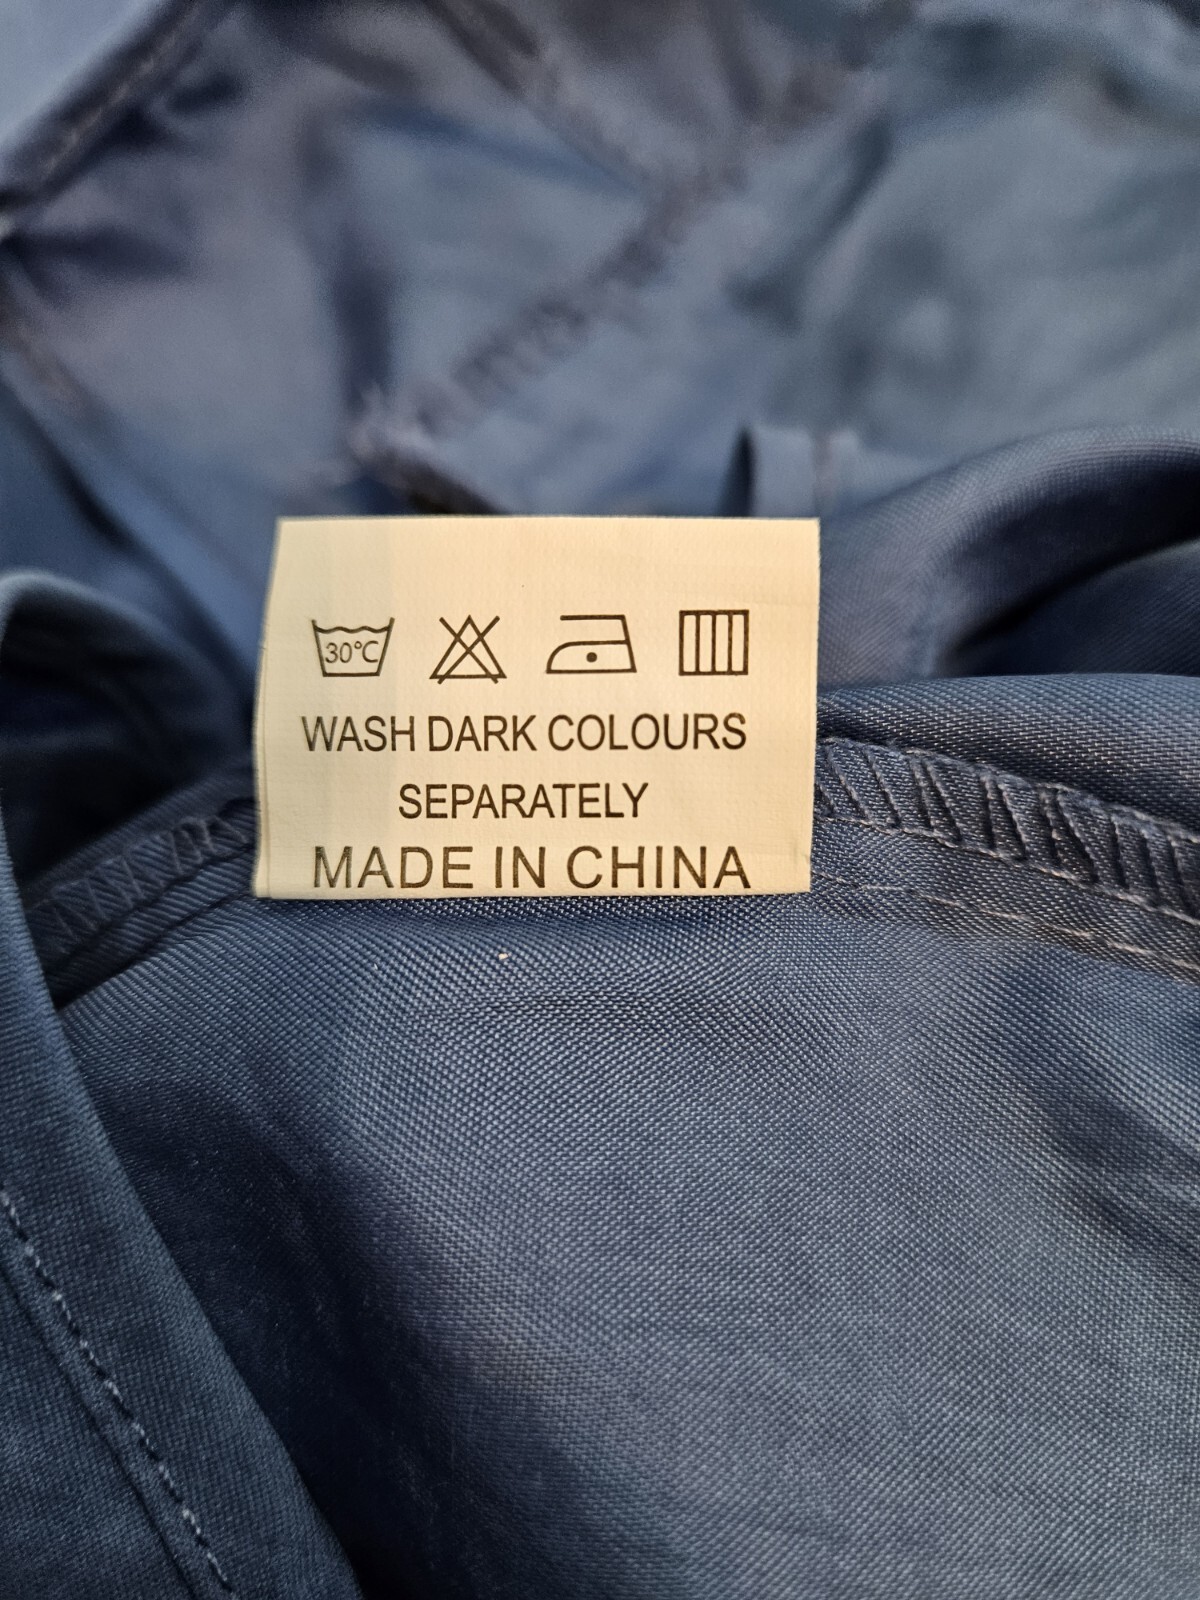 30°C
WASH DARK COLOURS
SEPARATELY
MADE IN CHINA